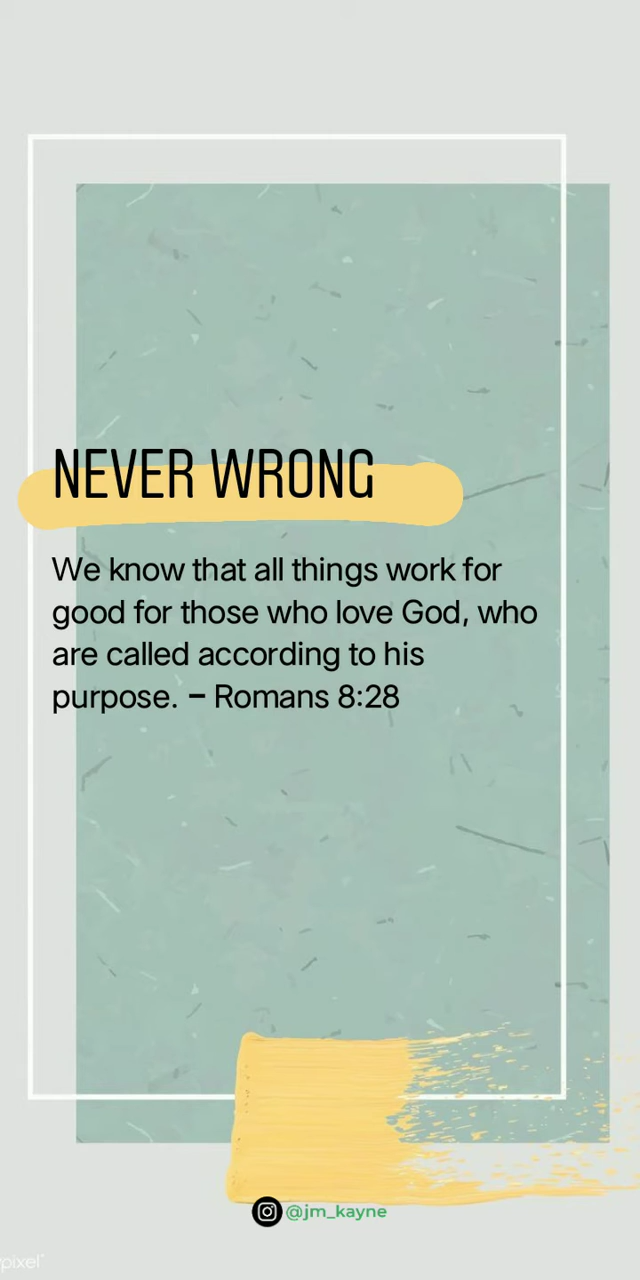 NEVER WRONG
We know that all things work for
good for those who love God, who
are called according to his
purpose. – Romans 8:28
@jm_kayne
pixel